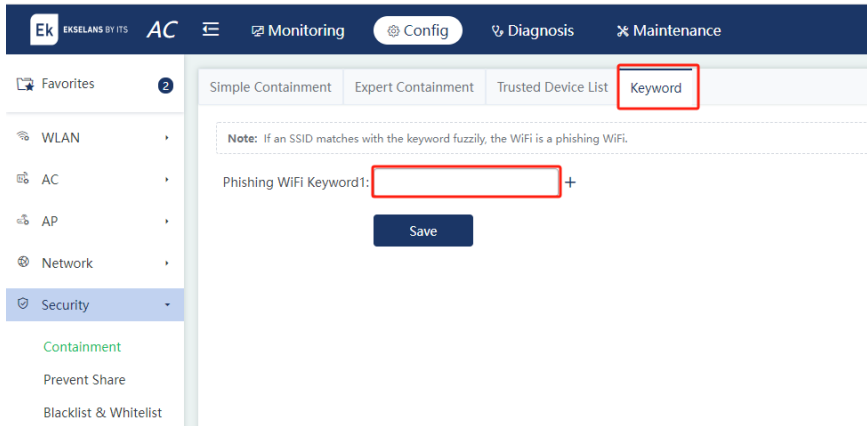 Ek EKSELANS BY ITS AC Monitoring Config Diagnosis Maintenance
Favorites 2
Simple Containment Expert Containment Trusted Device List Keyword
WLAN
Note: If an SSID matches with the keyword fuzzily, the WiFi is a phishing WiFi.
AC
Phishing WiFi Keyword1: +
AP
Save
Network
Security
Containment
Prevent Share
Blacklist & Whitelist